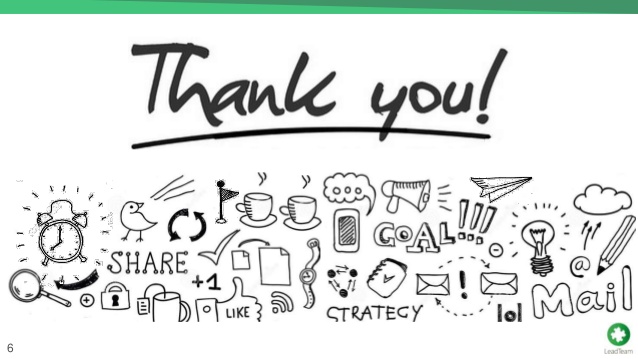 Thank you!
SHARE
+1
LIKE
GOAL!!!
STRATEGY
!
lol
@
Mail
6
LeadTeam